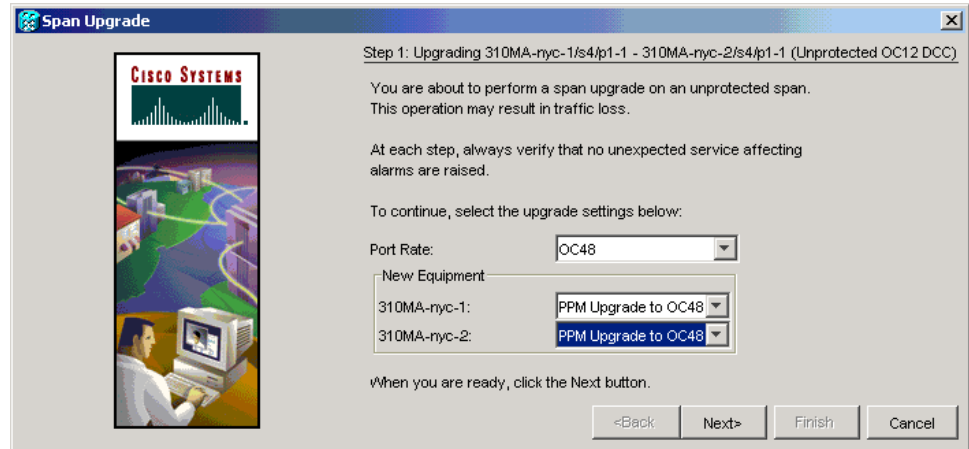 Span Upgrade
CISCO SYSTEMS
Step 1: Upgrading 310MA-nyc-1/s4/p1-1 - 310MA-nyc-2/s4/p1-1 (Unprotected OC12 DCC)
You are about to perform a span upgrade on an unprotected span.
This operation may result in traffic loss.
At each step, always verify that no unexpected service affecting
alarms are raised.
To continue, select the upgrade settings below:
Port Rate: OC48
New Equipment
310MA-nyc-1: PPM Upgrade to OC48
310MA-nyc-2: PPM Upgrade to OC48
When you are ready, click the Next button.
<Back Next> Finish Cancel